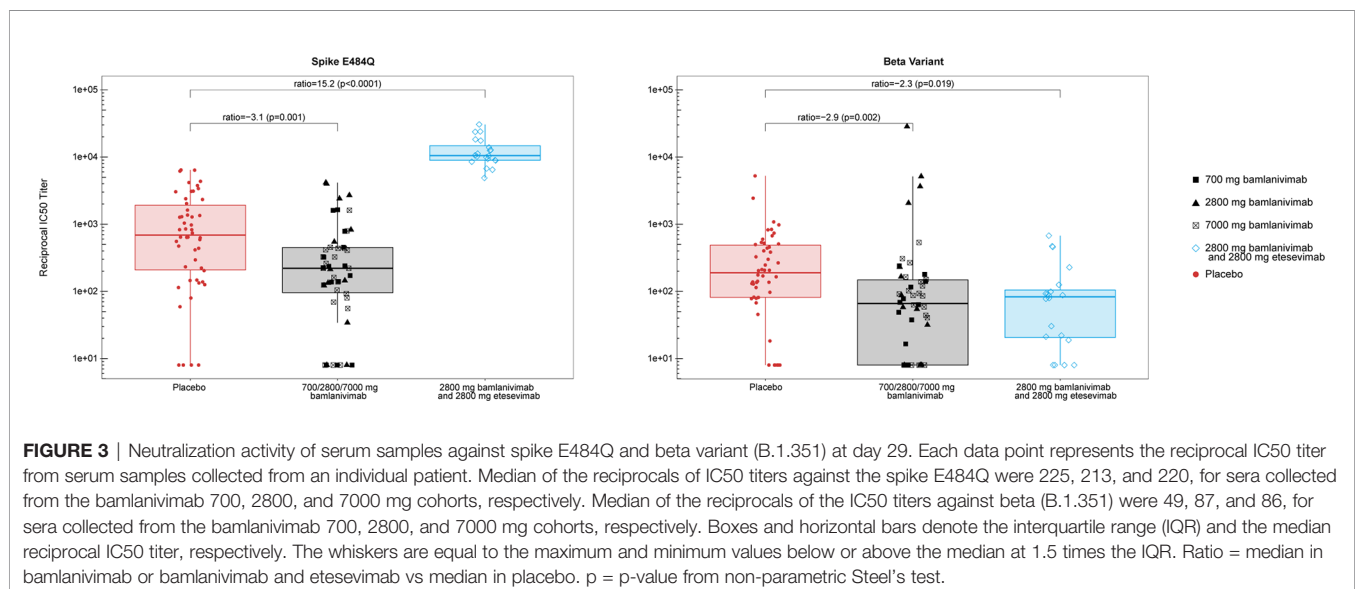 Spike E484Q
Beta Variant
ratio=15.2 (p<0.0001)
ratio=−2.3 (p=0.019)
1e+05
1e+05
ratio=−3.1 (p=0.001)
ratio=−2.9 (p=0.002)
1e+04
1e+04
1e+03
1e+03
1e+02
1e+02
1e+01
1e+01
Reciprocal IC50 Titer
700 mg bamlanivimab
2800 mg bamlanivimab
7000 mg bamlanivimab
2800 mg bamlanivimab
and 2800 mg etesevimab
Placebo
Placebo
700/2800/7000 mg
bamlanivimab
2800 mg bamlanivimab
and 2800 mg etesevimab
Placebo
700/2800/7000 mg
bamlanivimab
2800 mg bamlanivimab
and 2800 mg etesevimab
FIGURE 3 | Neutralization activity of serum samples against spike E484Q and beta variant (B.1.351) at day 29. Each data point represents the reciprocal IC50 titer
from serum samples collected from an individual patient. Median of the reciprocals of IC50 titers against the spike E484Q were 225, 213, and 220, for sera collected
from the bamlanivimab 700, 2800, and 7000 mg cohorts, respectively. Median of the reciprocals of the IC50 titers against beta (B.1.351) were 49, 87, and 86, for
sera collected from the bamlanivimab 700, 2800, and 7000 mg cohorts, respectively. Boxes and horizontal bars denote the interquartile range (IQR) and the median
reciprocal IC50 titer, respectively. The whiskers are equal to the maximum and minimum values below or above the median at 1.5 times the IQR. Ratio = median in
bamlanivimab or bamlanivimab and etesevimab vs median in placebo. p = p-value from non-parametric Steel's test.